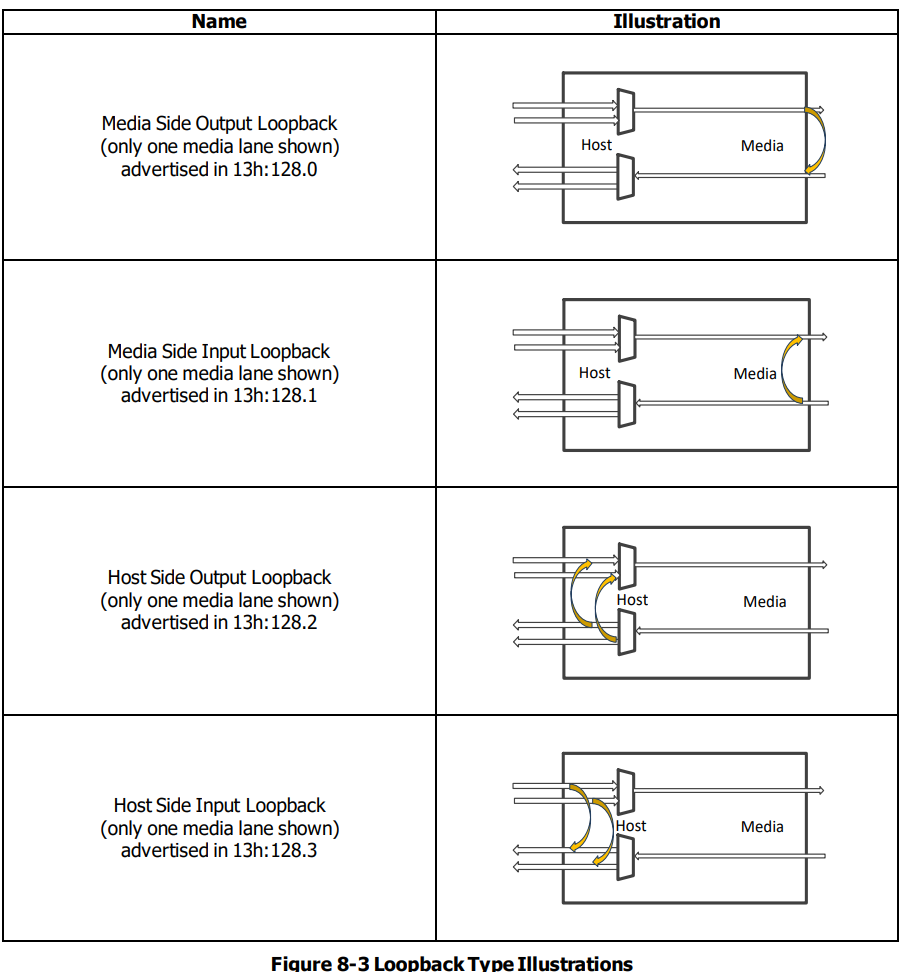 Name
Illustration
Media Side Output Loopback
(only one media lane shown)
advertised in 13h:128.0
Host
Media
Media Side Input Loopback
(only one media lane shown)
advertised in 13h:128.1
Host
Media
Host Side Output Loopback
(only one media lane shown)
advertised in 13h:128.2
Host
Media
Host Side Input Loopback
(only one media lane shown)
advertised in 13h:128.3
Host
Media
Figure 8-3 Loopback Type Illustrations